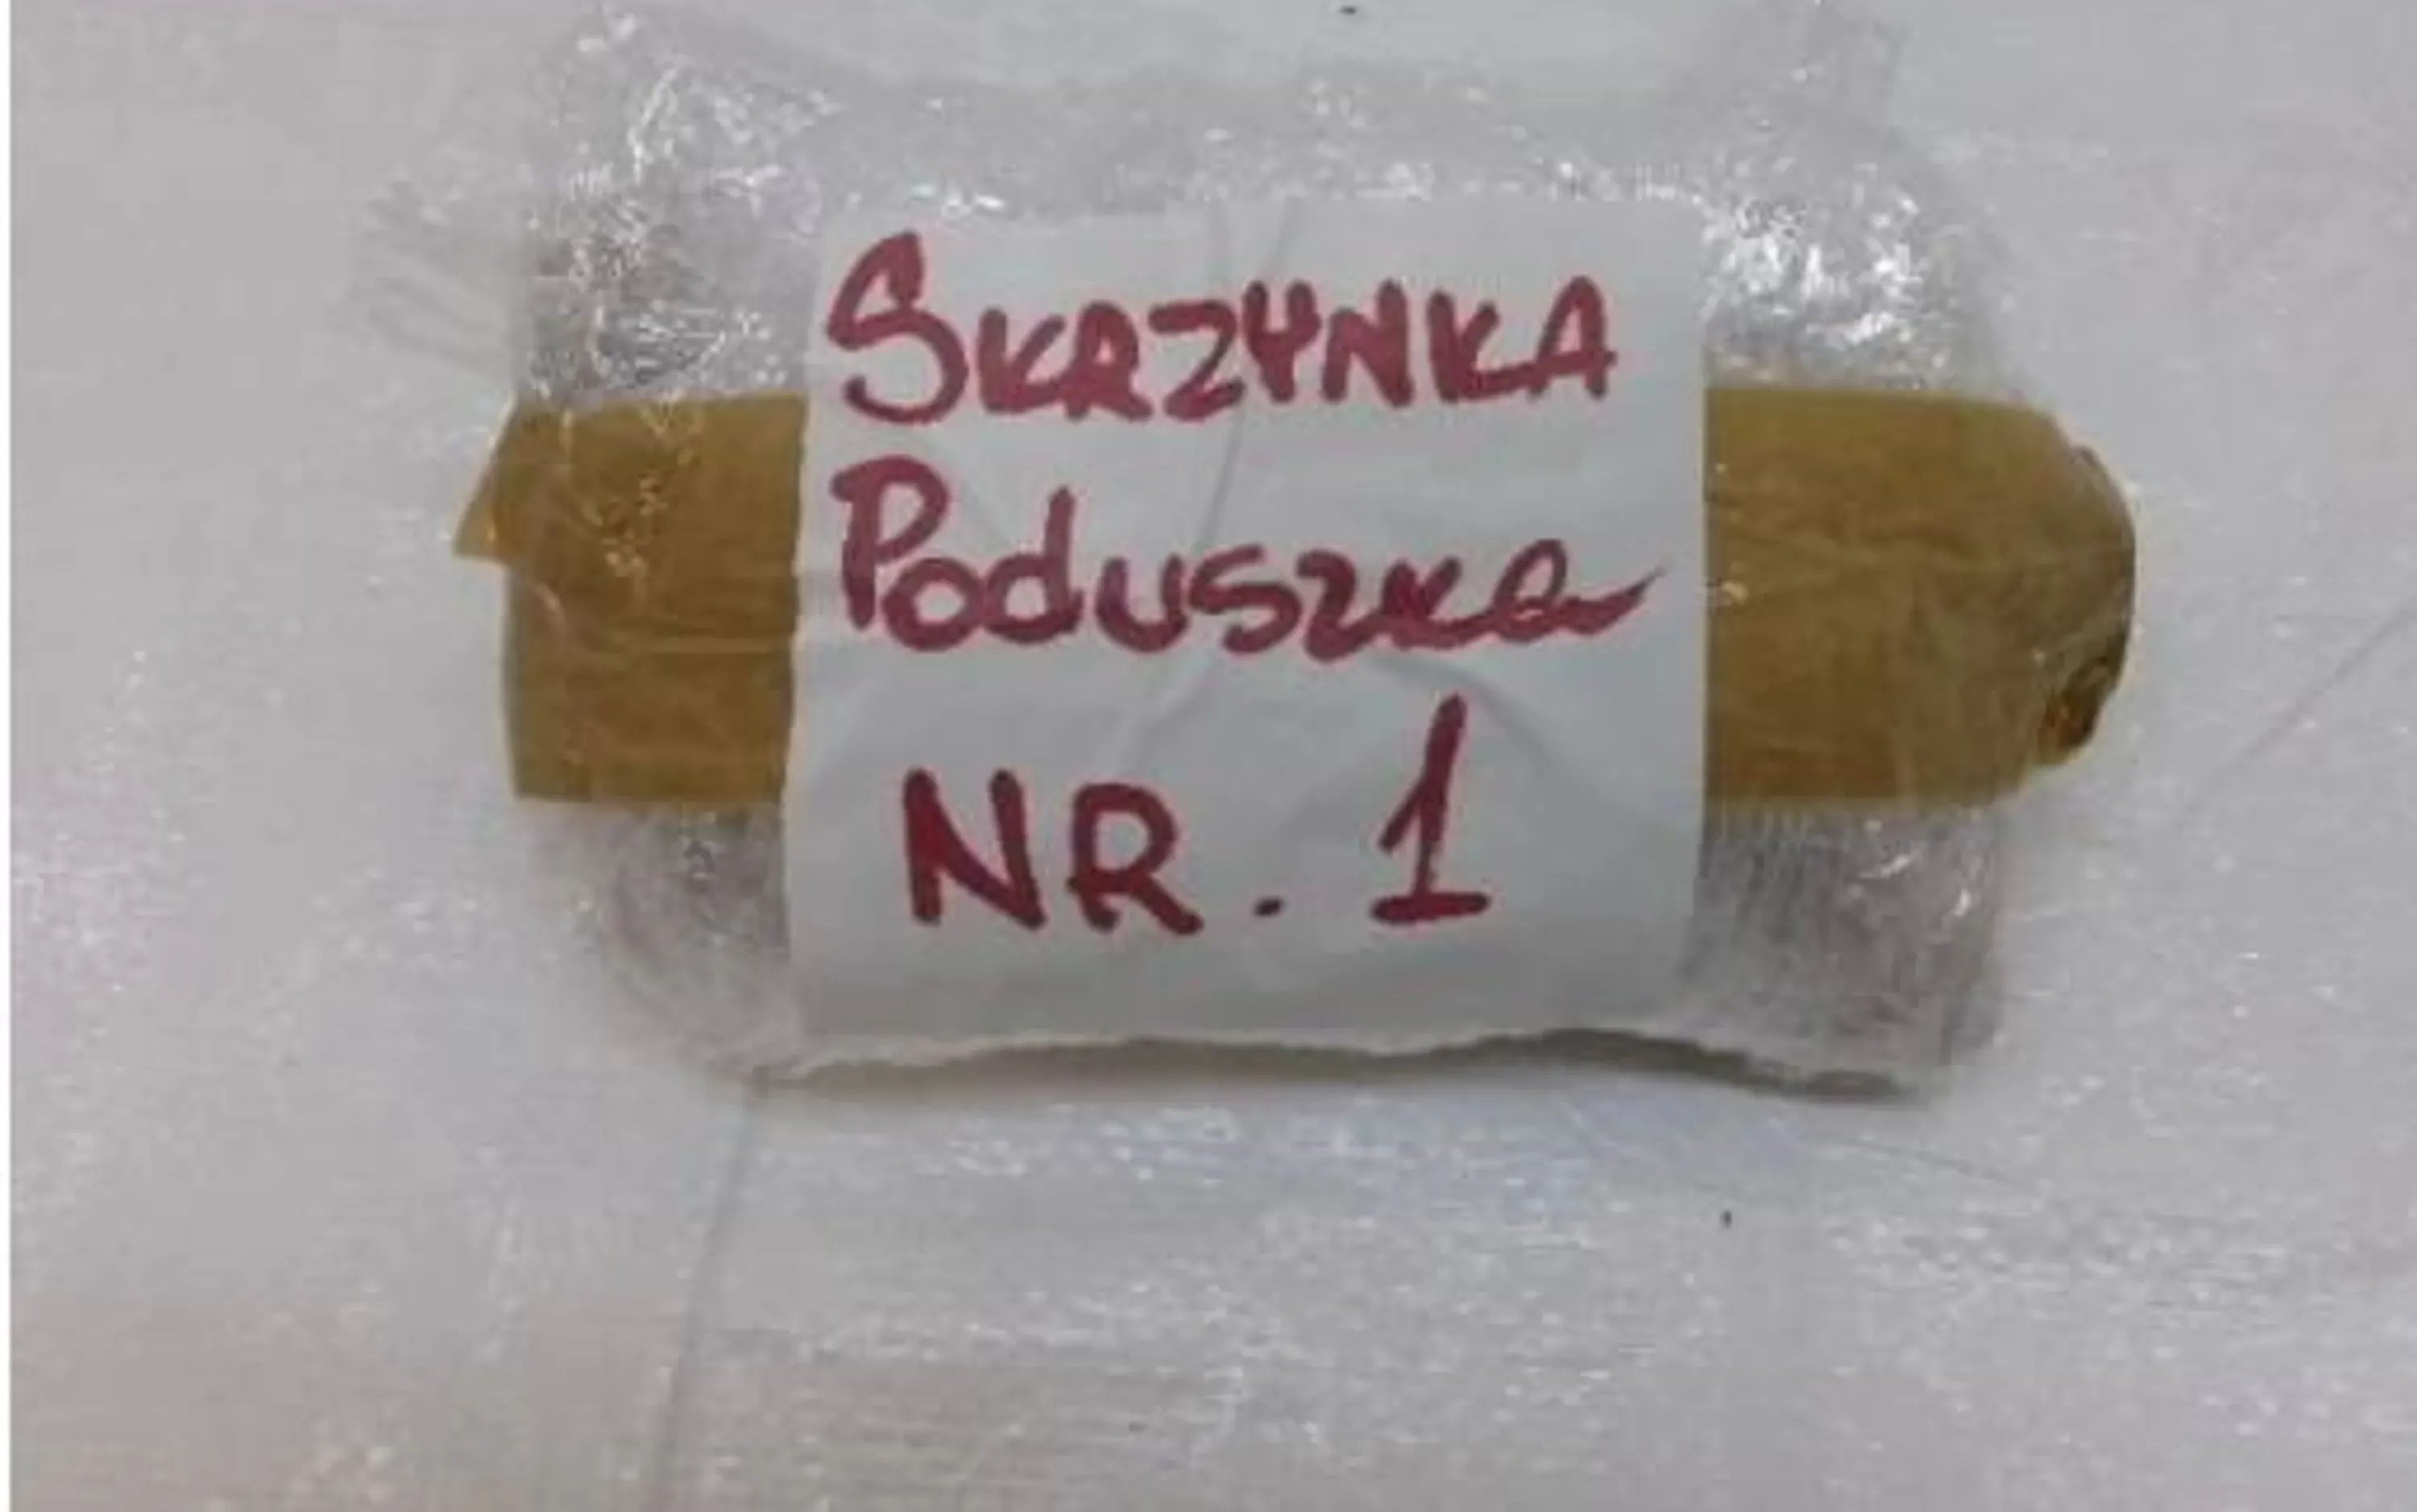 SKRZYNKA
Poduszka
NR. 1